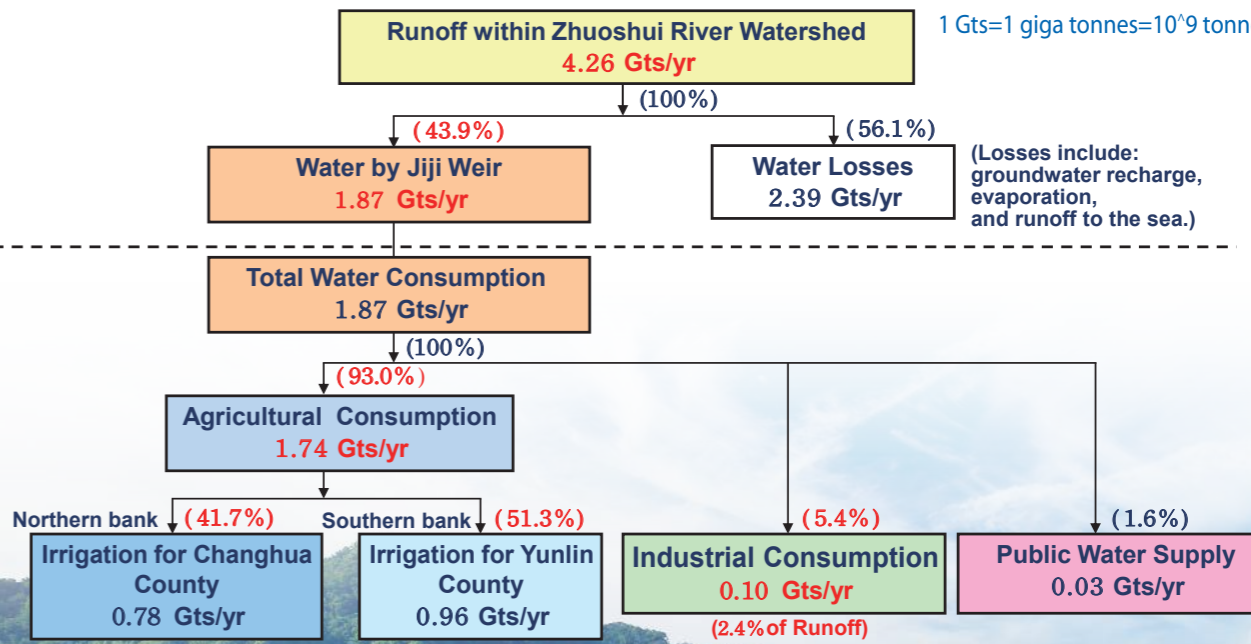 Runoff within Zhuoshui River Watershed
4.26 Gts/yr
1 Gts=1 giga tonnes=10^9 tonn
(100%)
(43.9%)
(56.1%)
Water by Jiji Weir
1.87 Gts/yr
Water Losses
2.39 Gts/yr
(Losses include:
groundwater recharge,
evaporation,
and runoff to the sea.)
Total Water Consumption
1.87 Gts/yr
(100%)
(93.0%)
Agricultural Consumption
1.74 Gts/yr
Northern bank (41.7%)
Southern bank (51.3%)
(5.4%)
(1.6%)
Irrigation for Changhua
County
0.78 Gts/yr
Irrigation for Yunlin
County
0.96 Gts/yr
Industrial Consumption
0.10 Gts/yr
(2.4%of Runoff)
Public Water Supply
0.03 Gts/yr